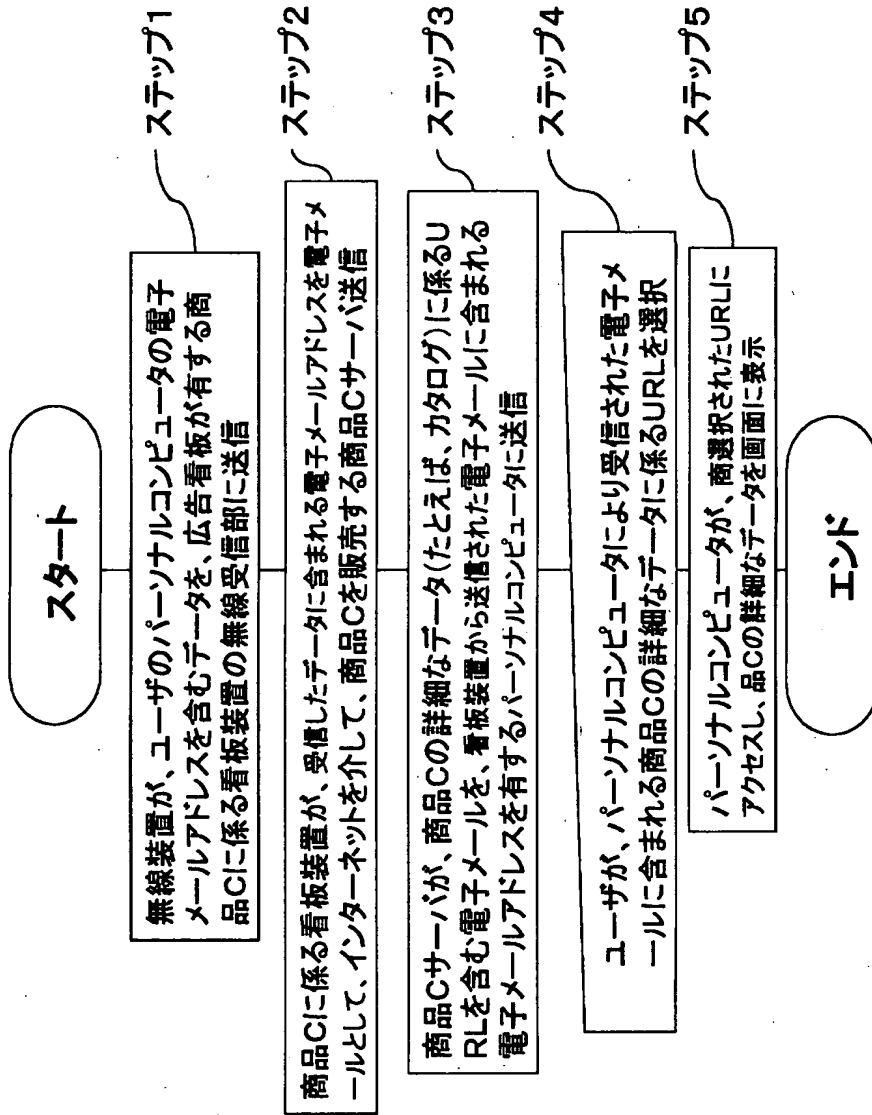 スタート
無線装置が、ユーザのパーソナルコンピュータの電子
メールアドレスを含むデータを、広告看板が有する商
品Cに係る看板装置の無線受信部に送信
ステップ1
商品Cに係る看板装置が、受信したデータに含まれる電子メールアドレスを電子メ
ールとして、インターネットを介して、商品Cを販売する商品Cサーバ送信
ステップ2
商品Cサーバが、商品Cの詳細なデータ(たとえば、カタログ)に係るU
RLを含む電子メールを、看板装置から送信された電子メールに含まれる
電子メールアドレスを有するパーソナルコンピュータに送信
ステップ3
ユーザが、パーソナルコンピュータにより受信された電子メ
ールに含まれる商品Cの詳細なデータに係るURLを選択
ステップ4
パーソナルコンピュータが、商選択されたURLに
アクセスし、品Cの詳細なデータを画面に表示
ステップ5
エンド